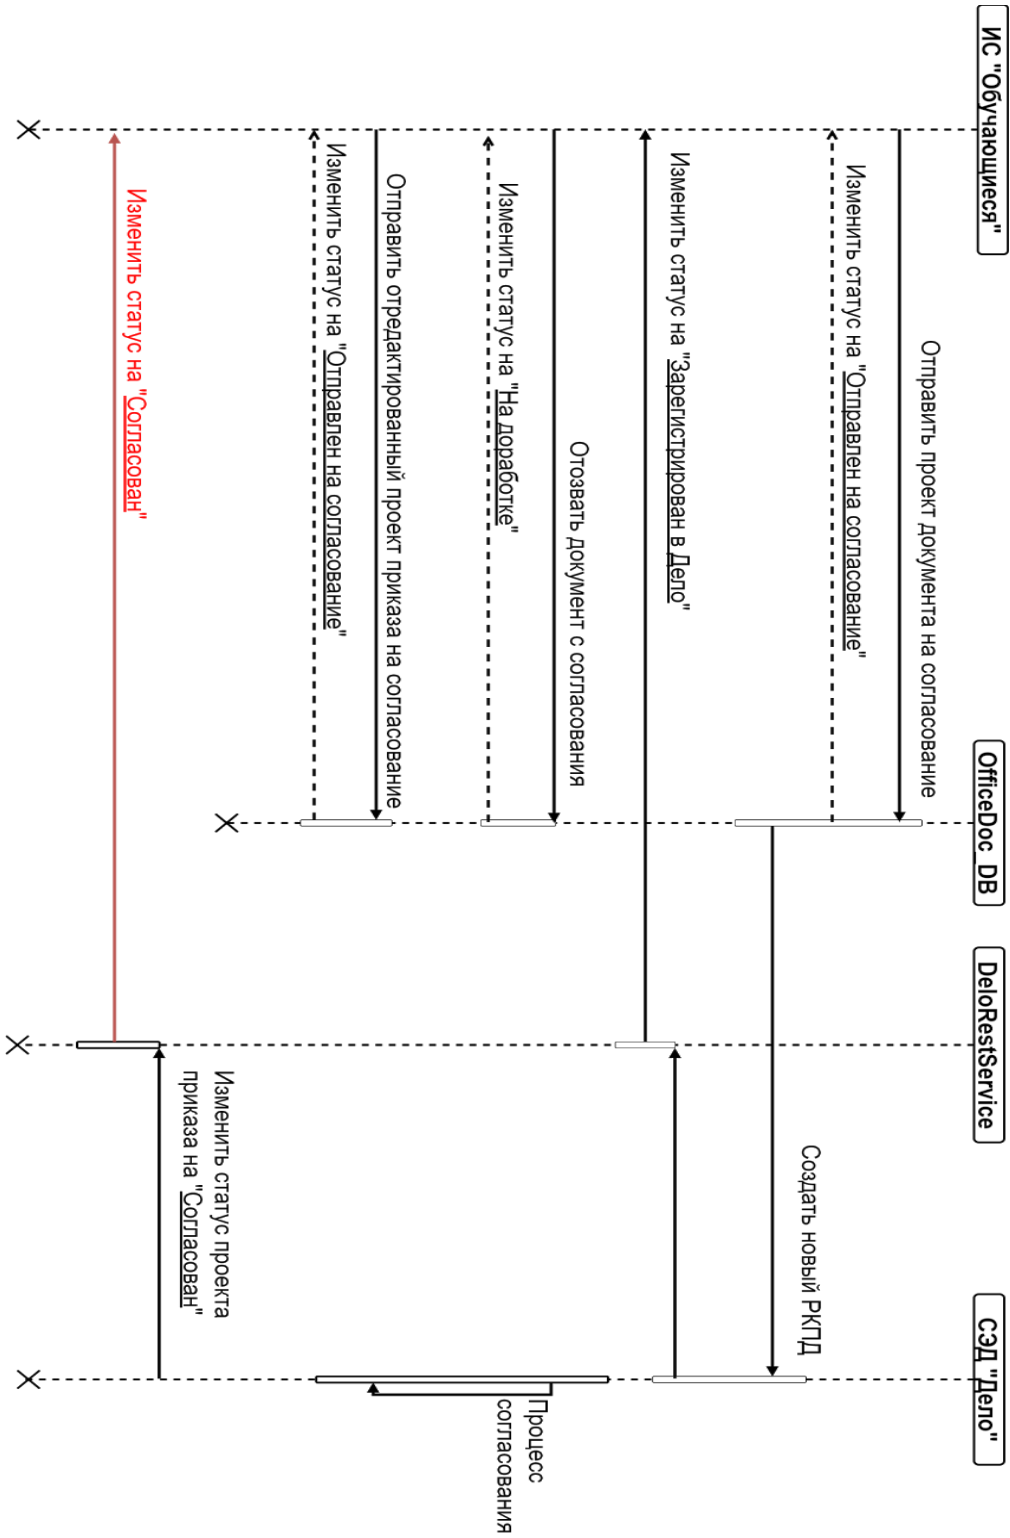 ИС "Обучающиеся"
OfficeDoc_DB
DeloRestService
СЭД "Дело"
Отправить проект документа на согласование
Изменить статус на "Отправлен на согласование"
Создать новый РКПД
Изменить статус на "Зарегистрирован в Дело"
Отозвать документ с согласования
Процесс
согласования
Изменить статус на "На доработке"
Отправить отредактированный проект приказа на согласование
Изменить статус на "Отправлен на согласование"
Изменить статус проекта
приказа на "Согласован"
Изменить статус на "Согласован"